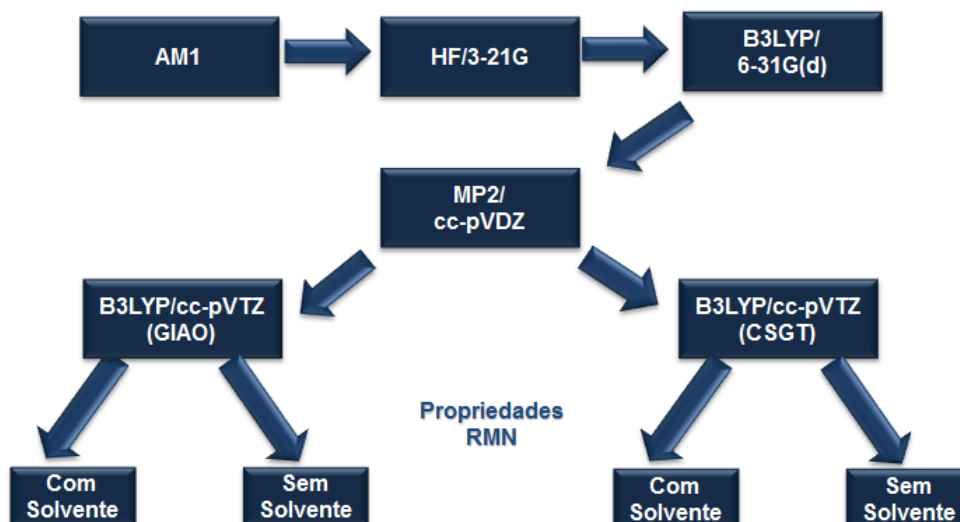 AM1
HF/3-21G
B3LYP/
6-31G(d)
MP2/
cc-pVDZ
B3LYP/cc-pVTZ
(GIAO)
B3LYP/cc-pVTZ
(CSGT)
Propriedades
RMN
Com
Solvente
Sem
Solvente
Com
Solvente
Sem
Solvente